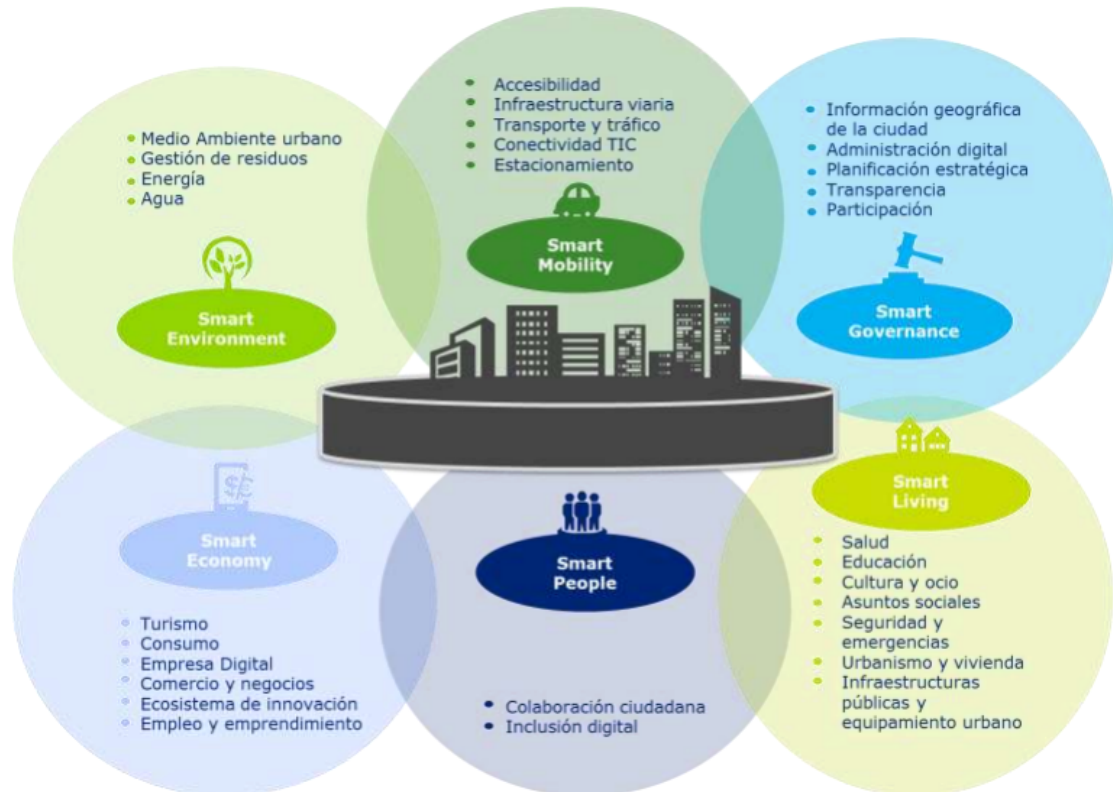 Medio Ambiente urbano
Gestión de residuos
Energía
Agua
Smart
Environment
Accesibilidad
Infraestructura viaria
Transporte y tráfico
Conectividad TIC
Estacionamiento
Smart
Mobility
Información geográfica
de la ciudad
Administración digital
Planificación estratégica
Transparencia
Participación
Smart
Governance
$€
Smart
Economy
Turismo
Consumo
Empresa Digital
Comercio y negocios
Ecosistema de innovación
Empleo y emprendimiento
Smart
People
Colaboración ciudadana
Inclusión digital
Smart
Living
Salud
Educación
Cultura y ocio
Asuntos sociales
Seguridad y
emergencias
Urbanismo y vivienda
Infraestructuras
públicas y
equipamiento urbano